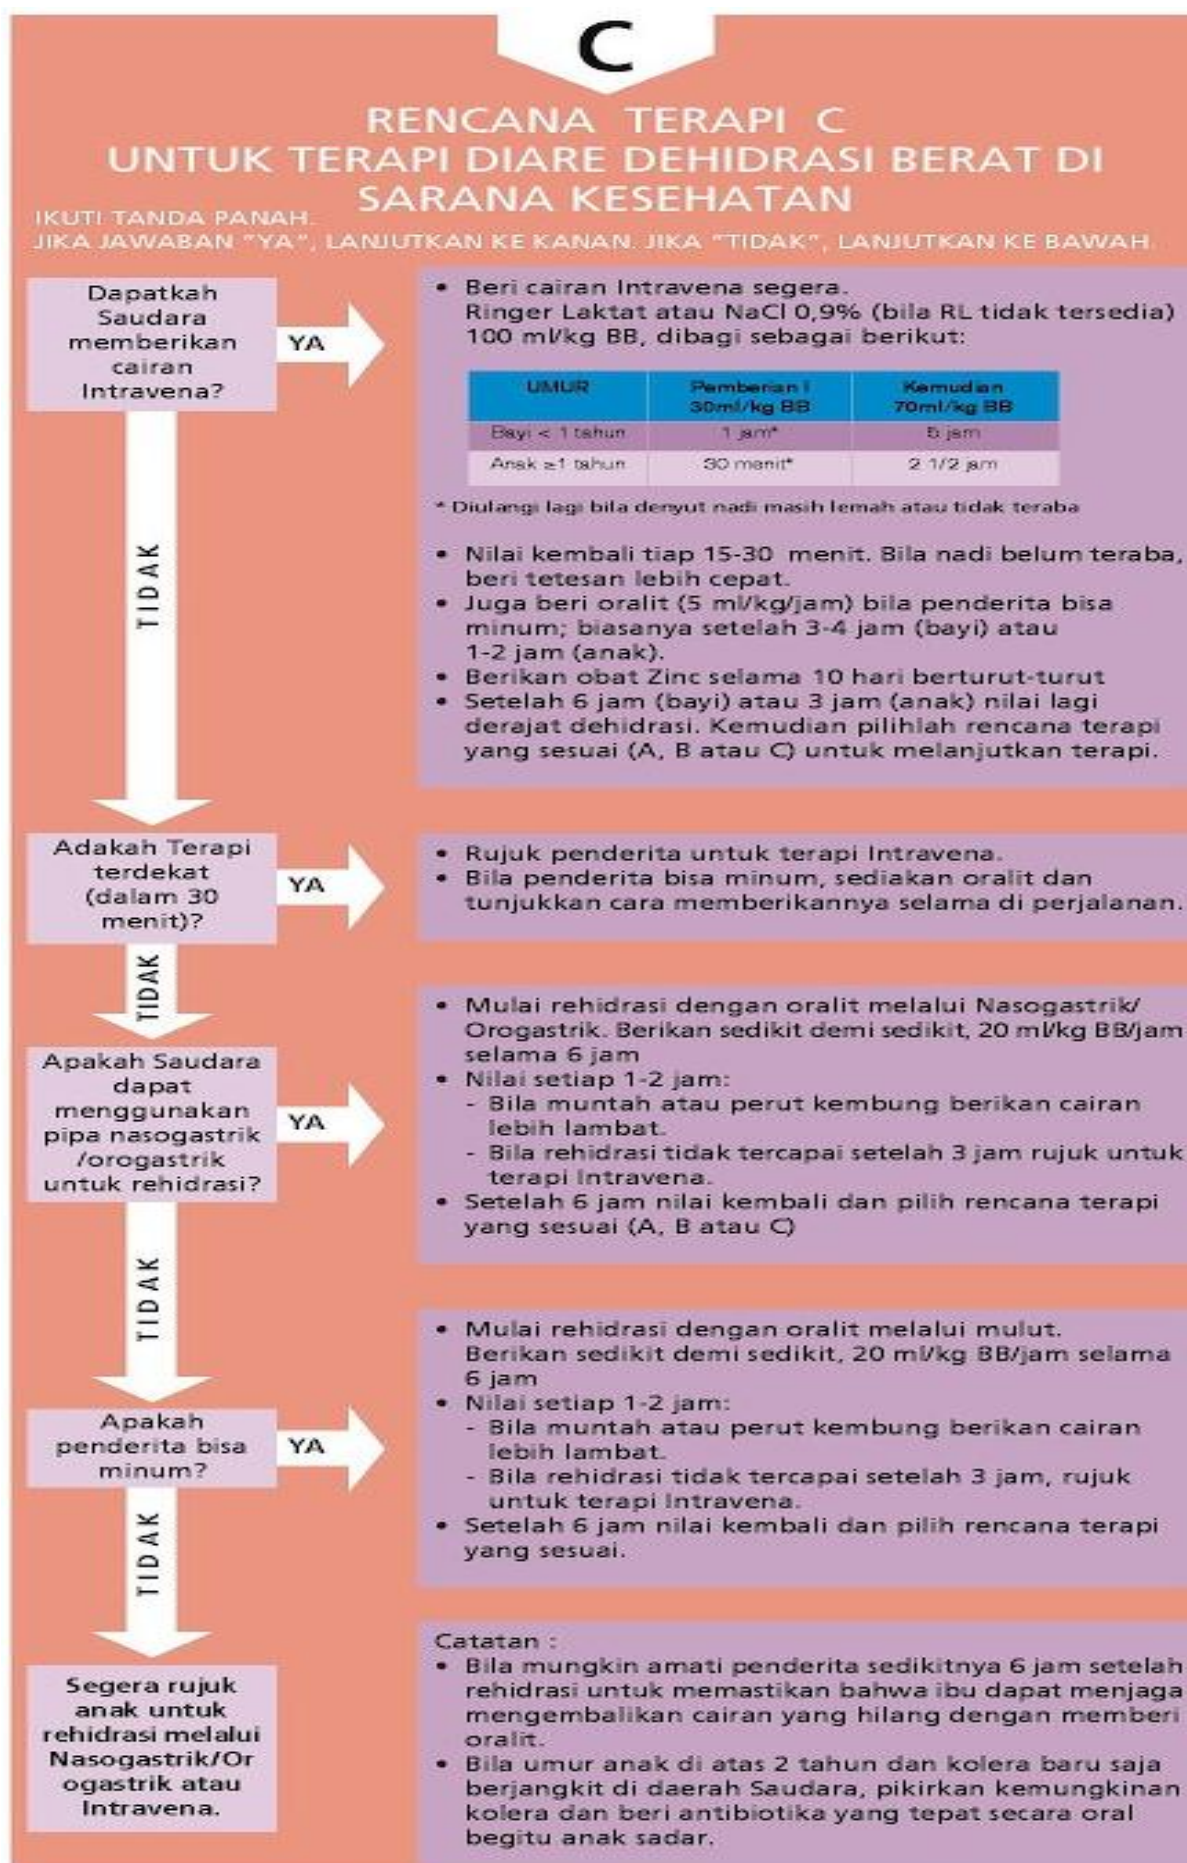 C
RENCANA TERAPI C
UNTUK TERAPI DIARE DEHIDRASI BERAT DI
SARANA KESEHATAN
IKUTI TANDA PANAH.
JIKA JAWABAN "YA", LANJUTKAN KE KANAN. JIKA "TIDAK", LANJUTKAN KE BAWAH.
Dapatkah
Saudara
memberikan
cairan
Intravena?
YA
• Beri cairan Intravena segera.
Ringer Laktat atau NaCl 0,9% (bila RL tidak tersedia)
100 ml/kg BB, dibagi sebagai berikut:
UMUR Pemberian I 30ml/kg BB Kemudian 70ml/kg BB
Bayi < 1 tahun 1 jam* 5 jam
Anak ≥1 tahun 30 menit* 2 1/2 jam
* Diulangi lagi bila denyut nadi masih lemah atau tidak teraba
• Nilai kembali tiap 15-30 menit. Bila nadi belum teraba,
beri tetesan lebih cepat.
• Juga beri oralit (5 ml/kg/jam) bila penderita bisa
minum; biasanya setelah 3-4 jam (bayi) atau
1-2 jam (anak).
• Berikan obat Zinc selama 10 hari berturut-turut
• Setelah 6 jam (bayi) atau 3 jam (anak) nilai lagi
derajat dehidrasi. Kemudian pilihlah rencana terapi
yang sesuai (A, B atau C) untuk melanjutkan terapi.
TIDAK
Adakah Terapi
terdekat
(dalam 30
menit)?
YA
• Rujuk penderita untuk terapi Intravena.
• Bila penderita bisa minum, sediakan oralit dan
tunjukkan cara memberikannya selama di perjalanan.
TIDAK
Apakah Saudara
dapat
menggunakan
pipa nasogastrik
/orogastrik
untuk rehidrasi?
YA
• Mulai rehidrasi dengan oralit melalui Nasogastrik/
Orogastrik. Berikan sedikit demi sedikit, 20 ml/kg BB/jam
selama 6 jam
• Nilai setiap 1-2 jam:
- Bila muntah atau perut kembung berikan cairan
lebih lambat.
- Bila rehidrasi tidak tercapai setelah 3 jam rujuk untuk
terapi Intravena.
• Setelah 6 jam nilai kembali dan pilih rencana terapi
yang sesuai (A, B atau C)
TIDAK
Apakah
penderita bisa
minum?
YA
• Mulai rehidrasi dengan oralit melalui mulut.
Berikan sedikit demi sedikit, 20 ml/kg BB/jam selama
6 jam
• Nilai setiap 1-2 jam:
- Bila muntah atau perut kembung berikan cairan
lebih lambat.
- Bila rehidrasi tidak tercapai setelah 3 jam, rujuk
untuk terapi Intravena.
• Setelah 6 jam nilai kembali dan pilih rencana terapi
yang sesuai.
TIDAK
Segera rujuk
anak untuk
rehidrasi melalui
Nasogastrik/Or
ogastrik atau
Intravena.
Catatan :
• Bila mungkin amati penderita sedikitnya 6 jam setelah
rehidrasi untuk memastikan bahwa ibu dapat menjaga
mengembalikan cairan yang hilang dengan memberi
oralit.
• Bila umur anak di atas 2 tahun dan kolera baru saja
berjangkit di daerah Saudara, pikirkan kemungkinan
kolera dan beri antibiotika yang tepat secara oral
begitu anak sadar.